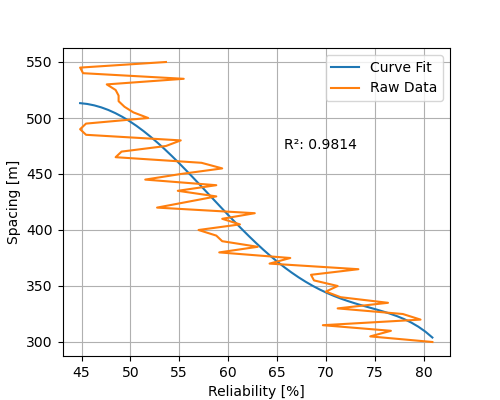 550
500
450
400
350
300
Spacing [m]
Curve Fit
Raw Data
R²: 0.9814
45 50 55 60 65 70 75 80
Reliability [%]